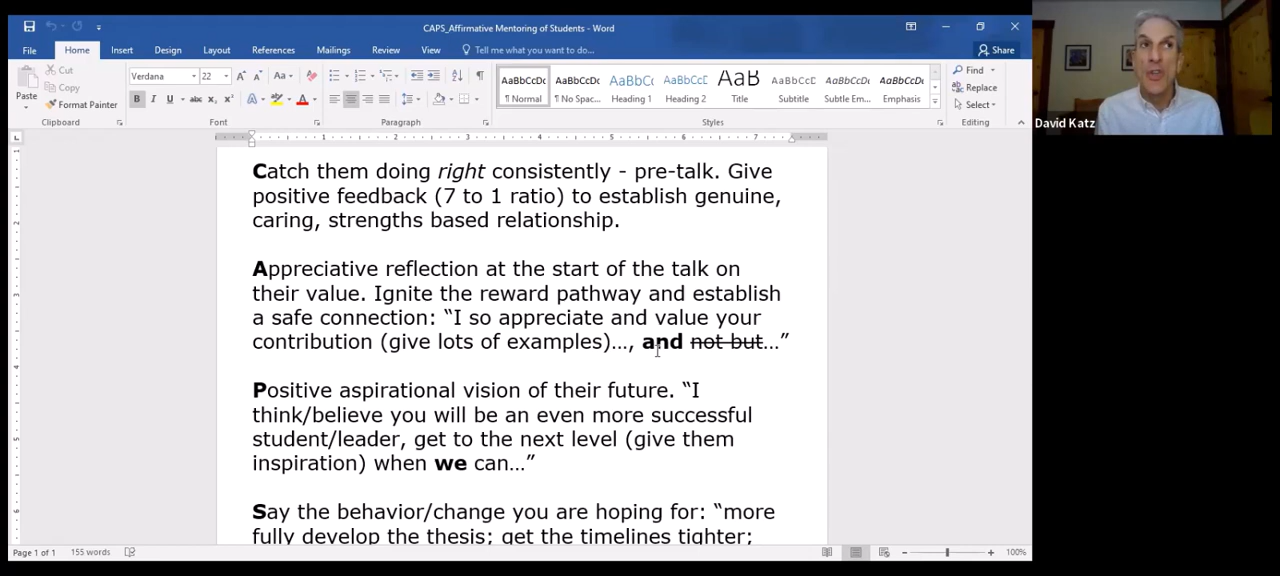 CAPS_Affirmative Mentoring of Students - Word
File Home Insert Design Layout References Mailings Review View Tell me what you want to do... Share
Paste Cut Copy Format Painter Clipboard
Verdana 22 Font
Paragraph
AaBbCcDc AaBbCcDc AaBbCc AaBbCcD AaB AaBbCcD AaBbCcDt AaBbCcDt
¶ Normal ¶ No Spac... Heading 1 Heading 2 Title Subtitle Subtle Em... Emphasis
Styles
Find Replace Select Editing
David Katz
Catch them doing right consistently - pre-talk. Give
positive feedback (7 to 1 ratio) to establish genuine,
caring, strengths based relationship.
Appreciative reflection at the start of the talk on
their value. Ignite the reward pathway and establish
a safe connection: “I so appreciate and value your
contribution (give lots of examples)…, and not but…”
Positive aspirational vision of their future. “I
think/believe you will be an even more successful
student/leader, get to the next level (give them
inspiration) when we can…”
Say the behavior/change you are hoping for: “more
fully develop the thesis; get the timelines tighter;
Page 1 of 1 155 words 100%